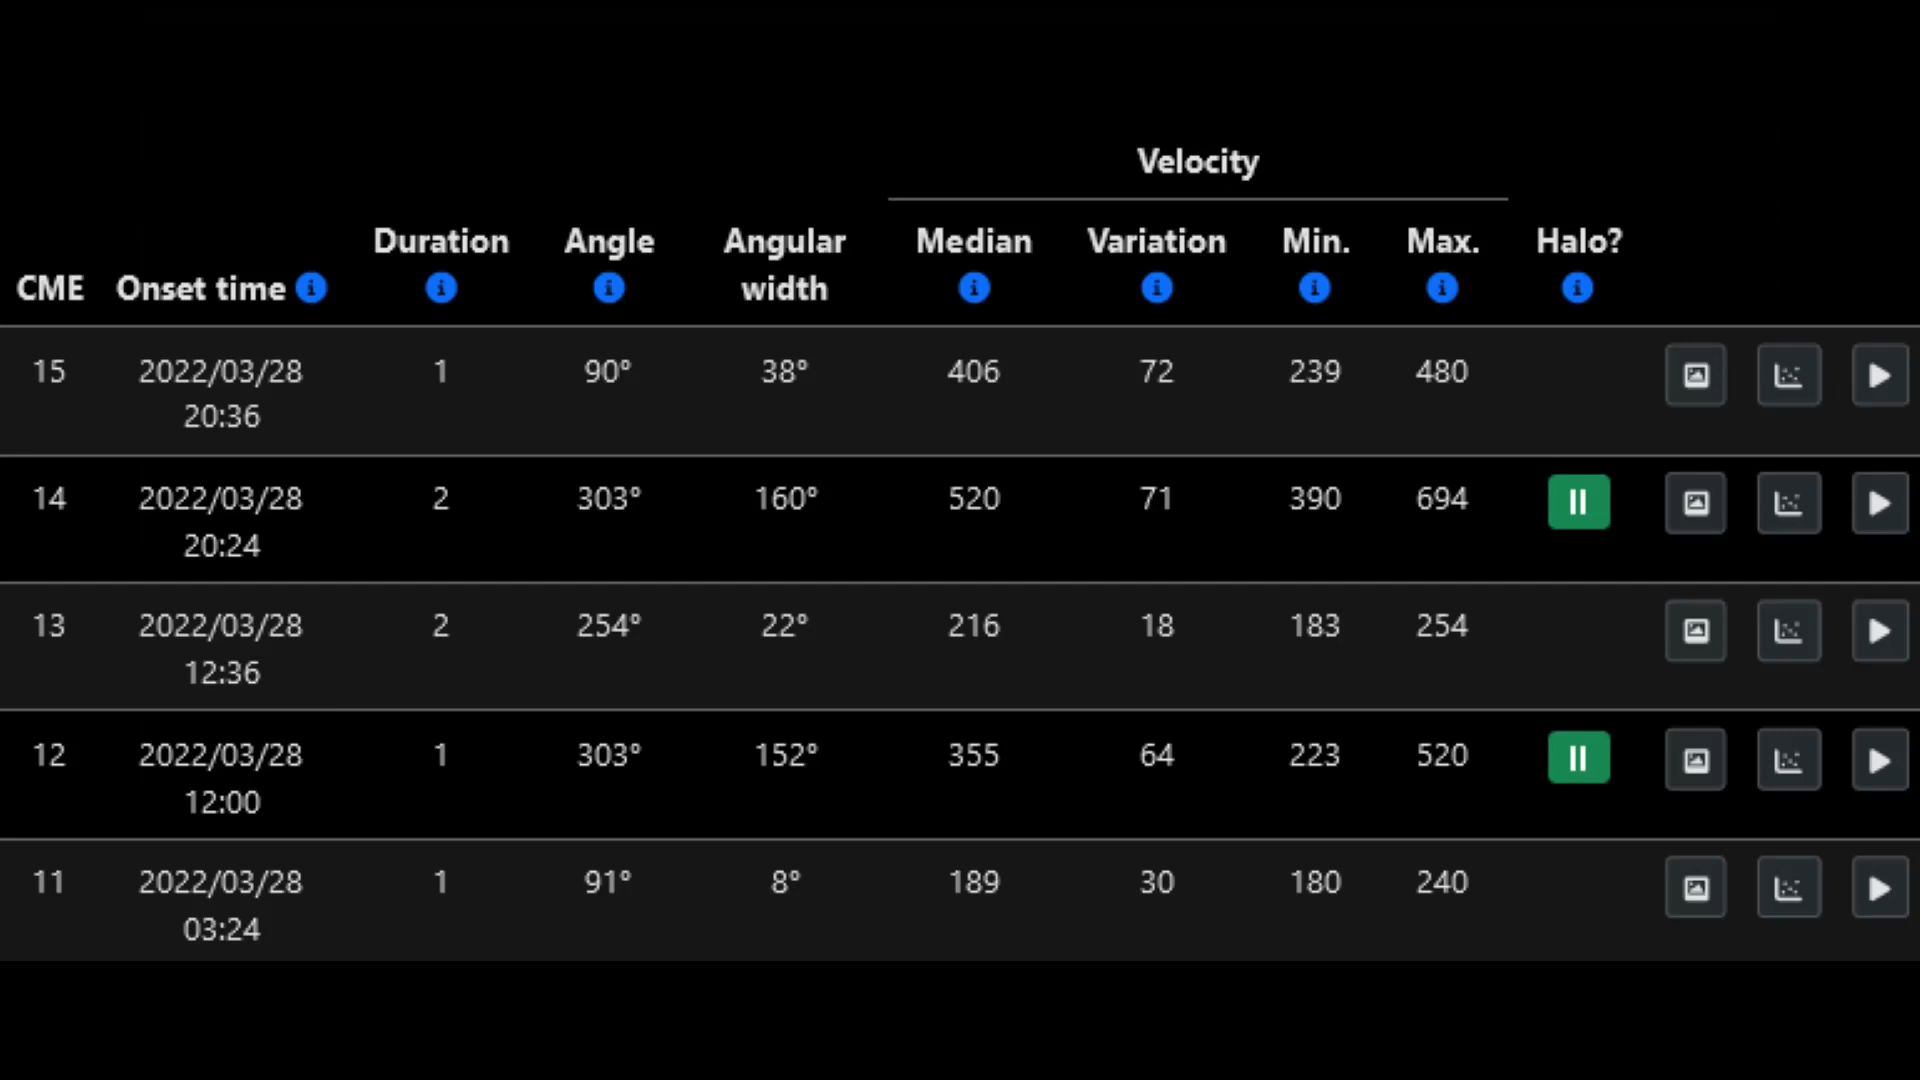 Velocity
Duration Angle Angular Median Variation Min. Max. Halo?
CME Onset time width
15 2022/03/28 1 90° 38° 406 72 239 480
20:36
14 2022/03/28 2 303° 160° 520 71 390 694 II
20:24
13 2022/03/28 2 254° 22° 216 18 183 254
12:36
12 2022/03/28 1 303° 152° 355 64 223 520 II
12:00
11 2022/03/28 1 91° 8° 189 30 180 240
03:24